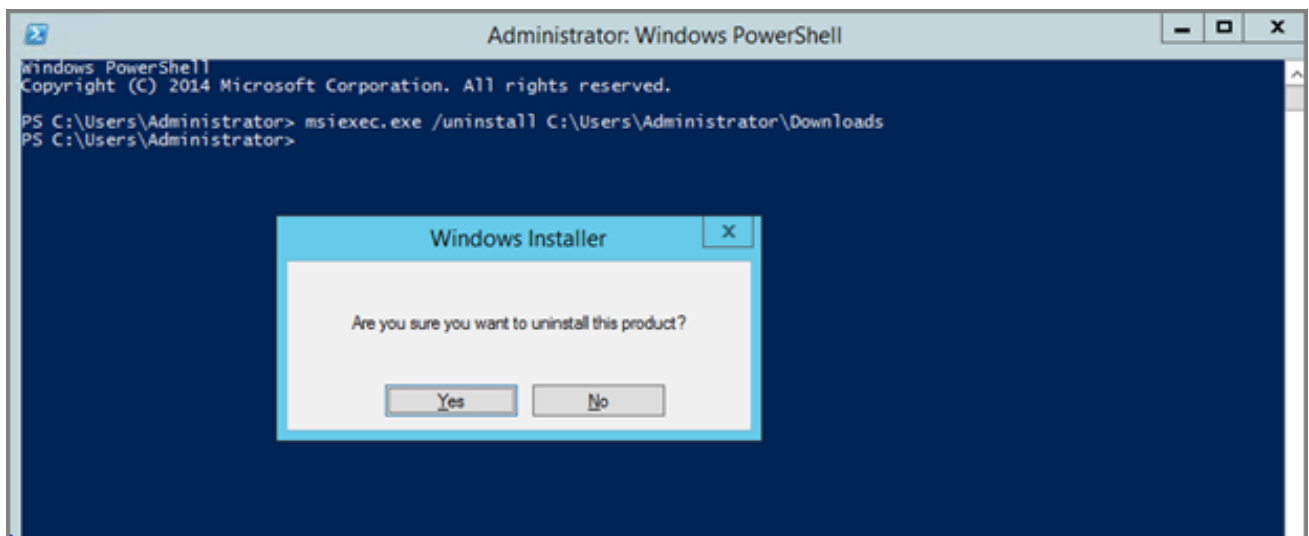 Administrator: Windows PowerShell
Windows PowerShell
Copyright (C) 2014 Microsoft Corporation. All rights reserved.
PS C:\Users\Administrator> msiexec.exe /uninstall C:\Users\Administrator\Downloads
PS C:\Users\Administrator>
Windows Installer
Are you sure you want to uninstall this product?
Yes No